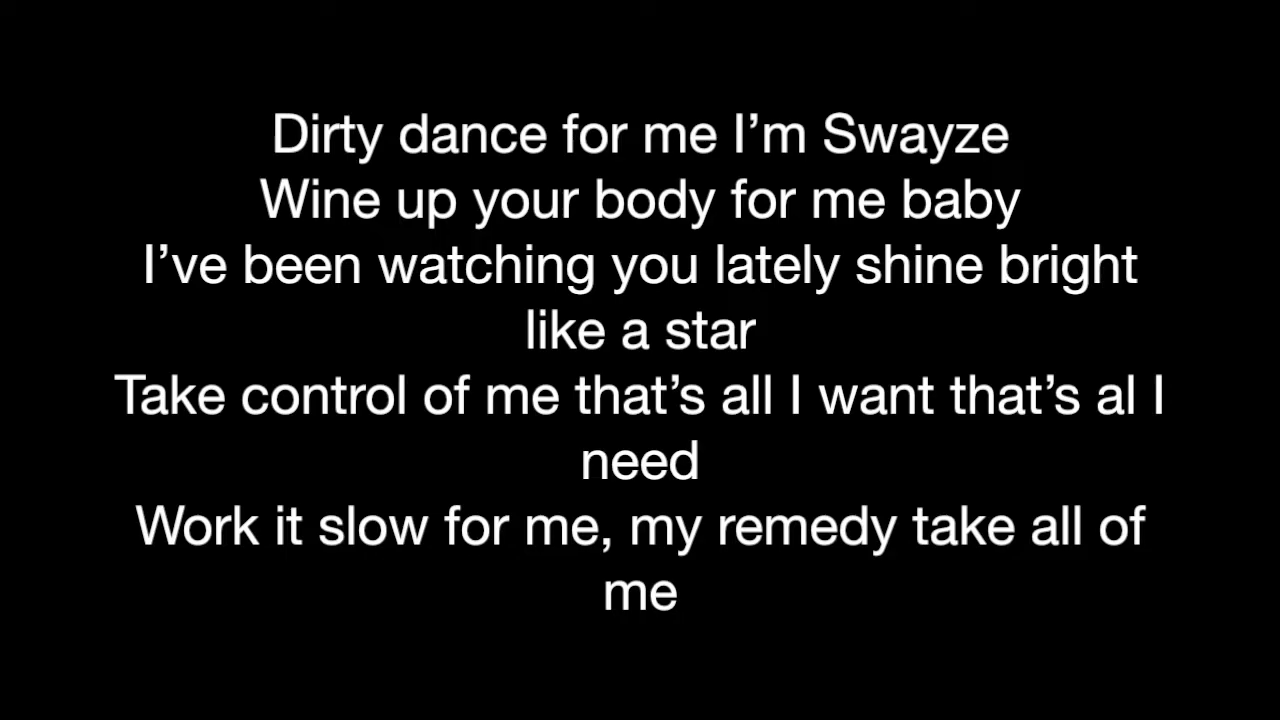 Dirty dance for me I’m Swayze
Wine up your body for me baby
I’ve been watching you lately shine bright
like a star
Take control of me that’s all I want that’s al I
need
Work it slow for me, my remedy take all of
me